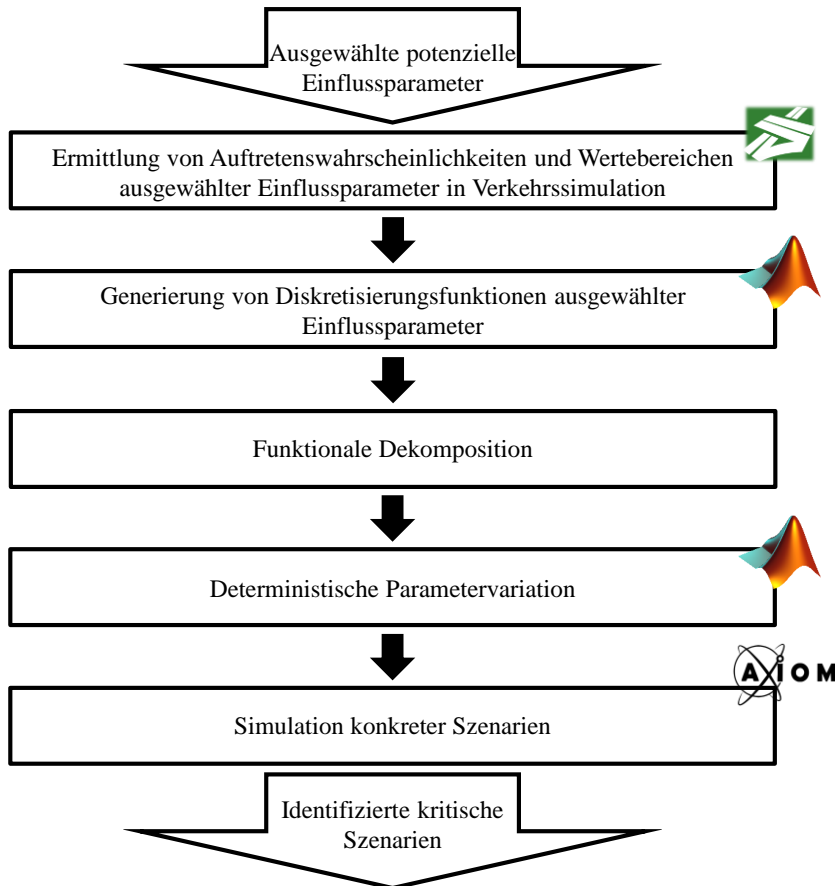 Ausgewählte potenzielle
Einflussparameter
Ermittlung von Auftretenswahrscheinlichkeiten und Wertebereichen
ausgewählter Einflussparameter in Verkehrssimulation
Generierung von Diskretisierungsfunktionen ausgewählter
Einflussparameter
Funktionale Dekomposition
Deterministische Parametervariation
AXiOM
Simulation konkreter Szenarien
Identifizierte kritische
Szenarien